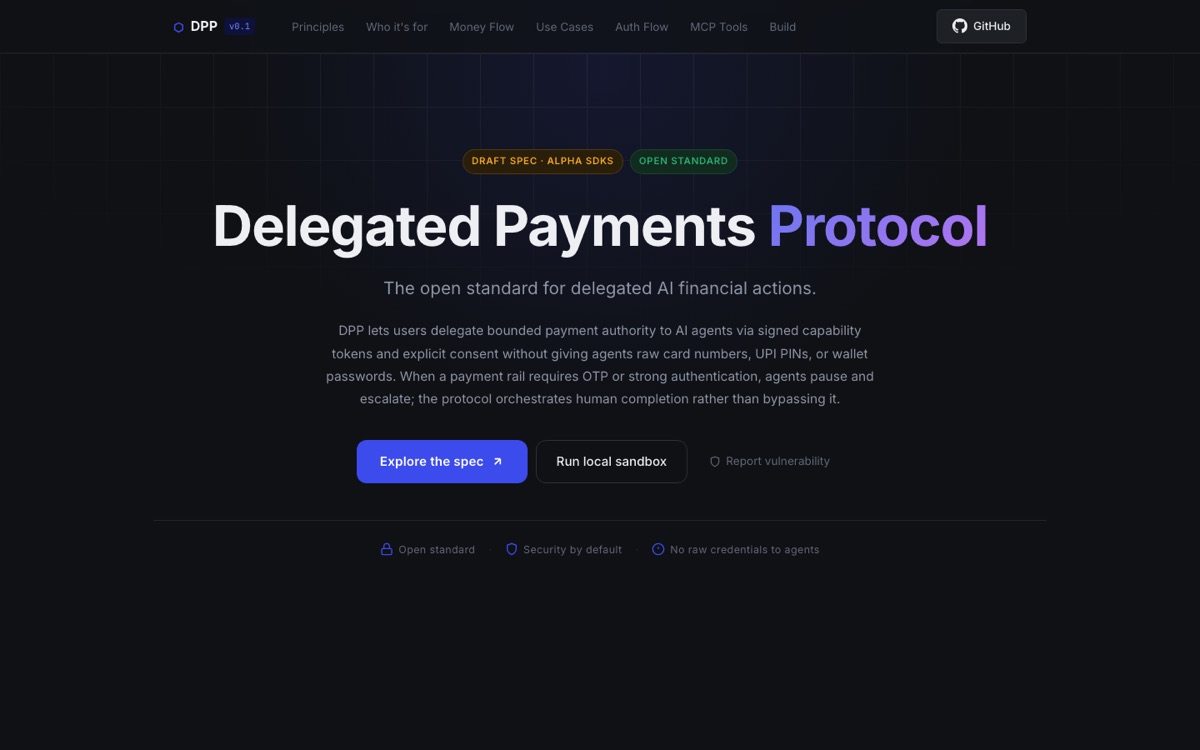 DPP v0.1 Principles Who it's for Money Flow Use Cases Auth Flow MCP Tools Build GitHub
DRAFT SPEC · ALPHA SDKS OPEN STANDARD
Delegated Payments Protocol
The open standard for delegated AI financial actions.
DPP lets users delegate bounded payment authority to AI agents via signed capability
tokens and explicit consent without giving agents raw card numbers, UPI PINs, or wallet
passwords. When a payment rail requires OTP or strong authentication, agents pause and
escalate; the protocol orchestrates human completion rather than bypassing it.
Explore the spec Run local sandbox Report vulnerability
Open standard · Security by default · No raw credentials to agents